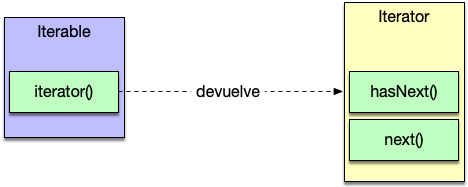 Iterable
iterator()
devuelve
Iterator
hasNext()
next()